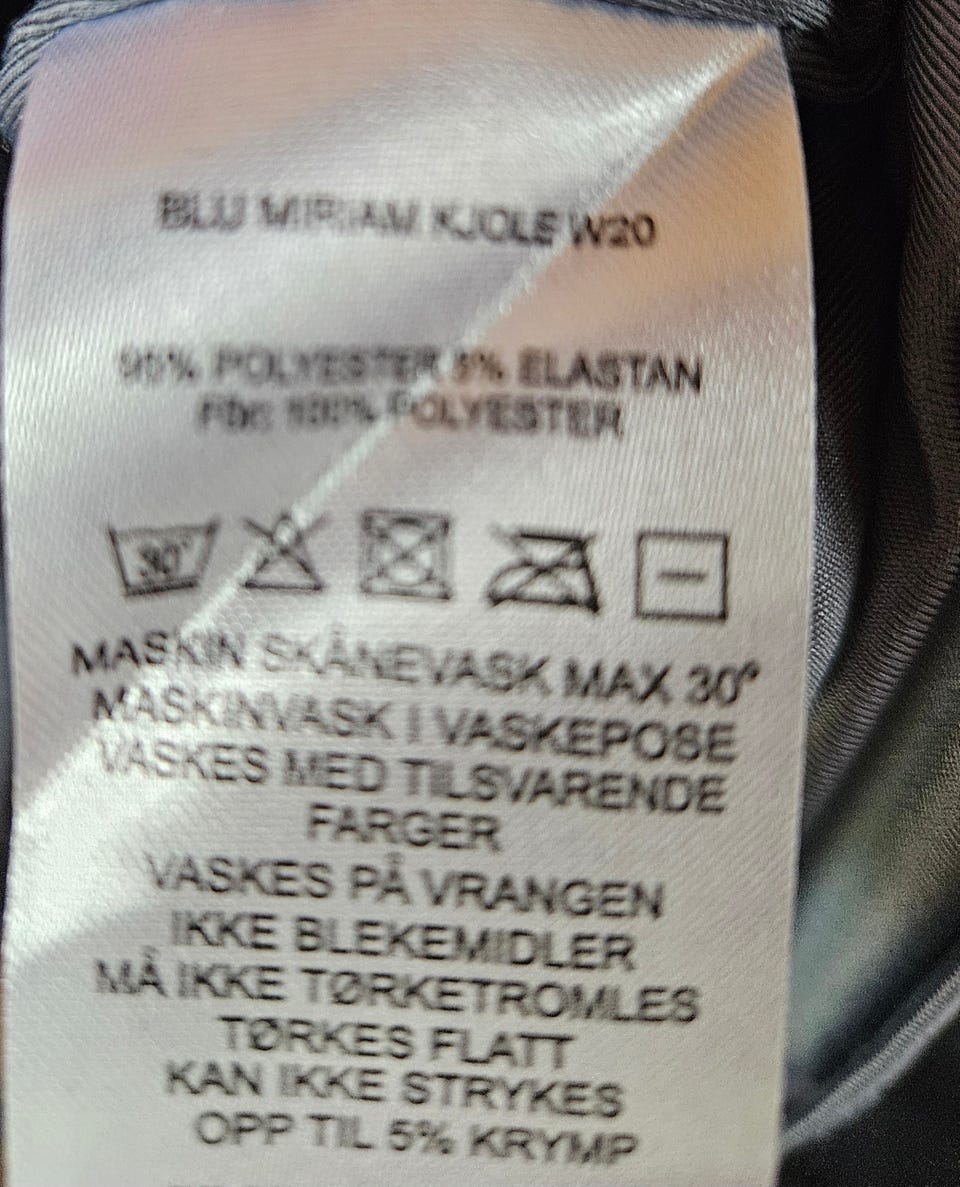 BLU MIRIAM KJOLE W20
95% POLYESTER 5% ELASTAN
Fôr: 100% POLYESTER
30°
MASKIN SKÅNEVASK MAX 30°
MASKINVASK I VASKEPOSE
VASKES MED TILSVARENDE
FARGER
VASKES PÅ VRANGEN
IKKE BLEKEMIDLER
MÅ IKKE TØRKETROMLES
TØRKES FLATT
KAN IKKE STRYKES
OPP TIL 5% KRYMP